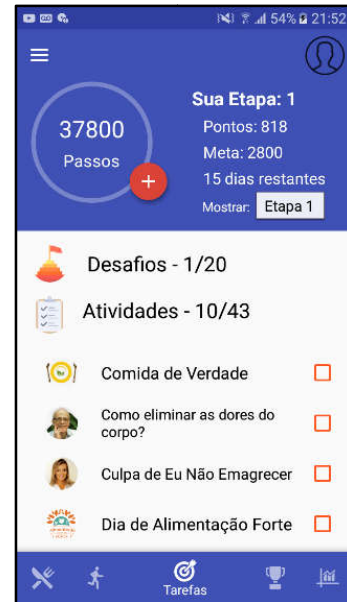 54% 21:52
37800
Passos
+
Sua Etapa: 1
Pontos: 818
Meta: 2800
15 dias restantes
Mostrar: Etapa 1
Desafios - 1/20
Atividades - 10/43
Comida de Verdade
Como eliminar as dores do
corpo?
Culpa de Eu Não Emagrecer
Dia de Alimentação Forte
Tarefas